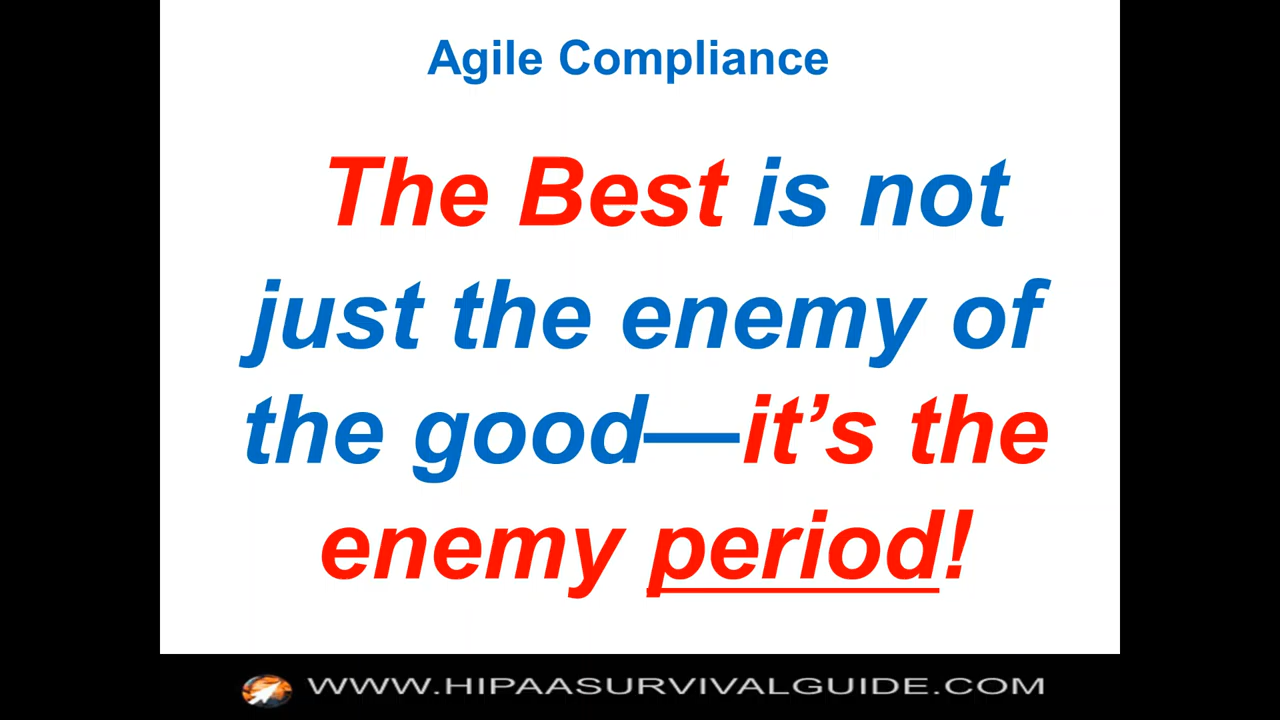 Agile Compliance
The Best is not
just the enemy of
the good—it’s the
enemy period!
WWW.HIPAASURVIVALGUIDE.COM